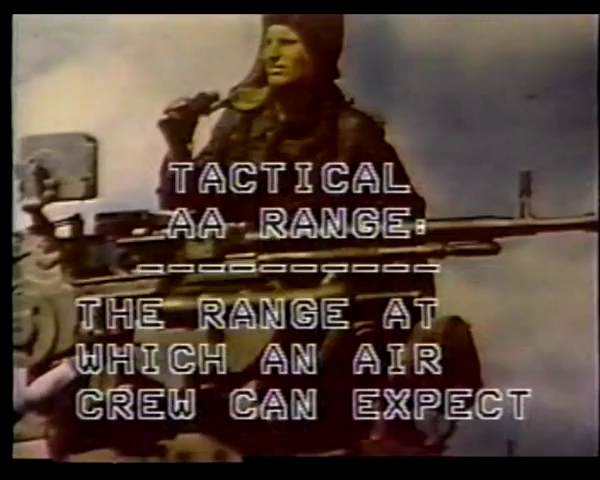 TACTICAL
AA RANGE:
----------
THE RANGE AT
WHICH AN AIR
CREW CAN EXPECT